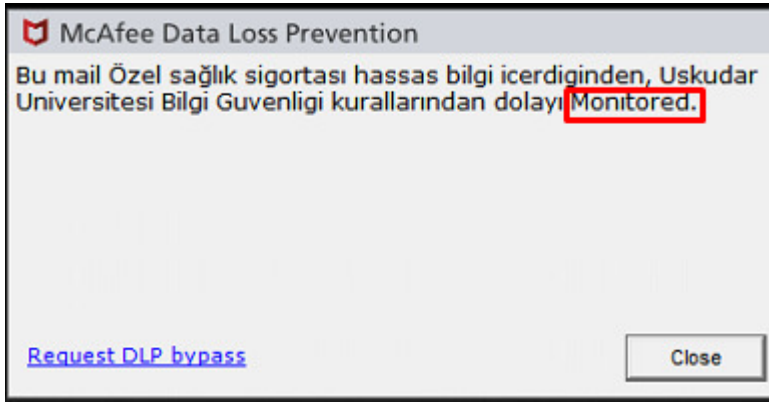 McAfee Data Loss Prevention
Bu mail Özel sağlık sigortası hassas bilgi icerdiginden, Uskudar
Universitesi Bilgi Guvenligi kurallarından dolayı Monitored.
Request DLP bypass
Close